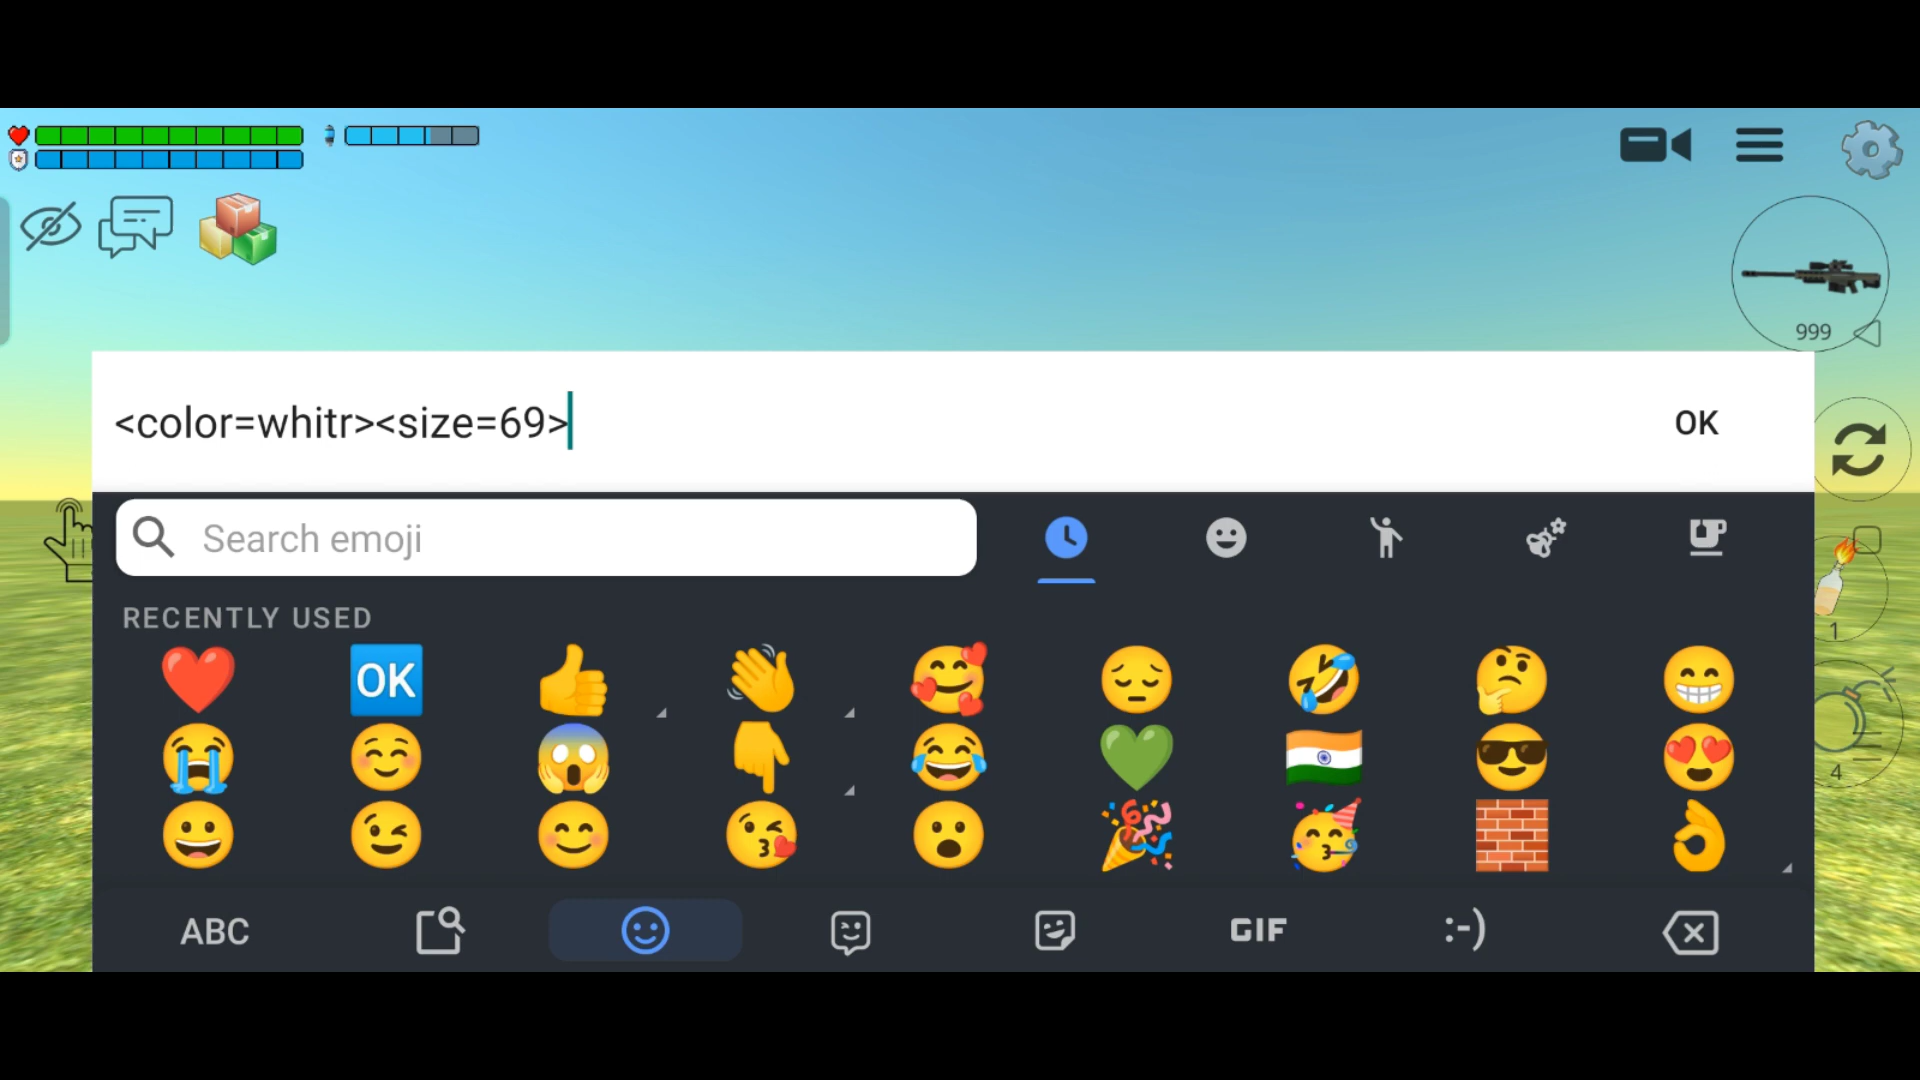 999
<color=whitr><size=69>
OK
Search emoji
RECENTLY USED
OK
1
4
ABC
GIF
:-)